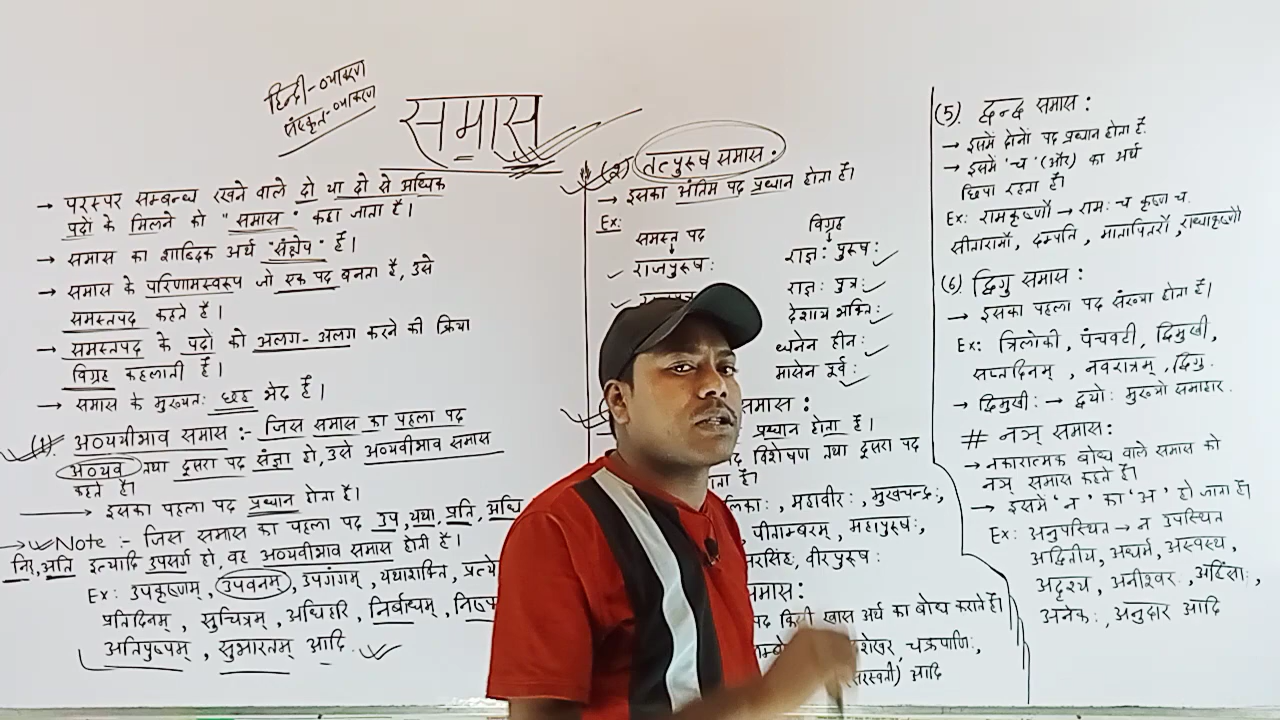 हिन्दी-व्याकरण
संस्कृत-व्याकरण
समास
→ परस्पर सम्बन्ध रखने वाले दो या दो से अधिक
पदों के मिलने को "समास" कहा जाता है।
→ समास का शाब्दिक अर्थ "संक्षेप" है।
→ समास के परिणामस्वरूप जो एक पद बनता है, उसे
समस्तपद कहते हैं।
→ समस्तपद के पदों को अलग-अलग करने की क्रिया
विग्रह कहलाती हैं।
→ समास के मुख्यतः छह भेद हैं।
(1). अव्ययीभाव समास :- जिस समास का पहला पद
अव्यय तथा दूसरा पद संज्ञा हो, उसे अव्ययीभाव समास
कहते हैं।
→ इसका पहला पद प्रधान होता है।
→ Note :- जिस समास का पहला पद उप, यथा, प्रति, अधि
निर, अति इत्यादि उपसर्ग हो, वह अव्ययीभाव समास होती है।
Ex: उपकृष्णम्, उपवनम्, उपगंगम्, यथाशक्ति, प्रत्ये
प्रतिदिनम्, सुचित्रम्, अधिहरि, निर्बाध्यम्,
अतिपुष्पम्, सुभारतम् आदि
(2) तत्पुरूष समास :
→ इसका अंतिम पद प्रधान होता है।
Ex:
समस्त पद विग्रह
राजपुरूषः राज्ञः पुरूषः
राज्ञः पुत्रः
देशाय भक्तिः
धनेन हीनः
मासेन पूर्वः
समास :
प्रधान होता है।
विशेषण तथा दूसरा पद
है।
लिकाः, महावीरः, मुखचन्द्रः,
पीताम्बरम्, महापुरूषः,
रसिंहः, वीरपुरूषः
मासः
पद किसी खास अर्थ का बोध कराते हैं।
शेखर, चक्रपाणिः,
(सरस्वती) आदि
(5). द्वन्द्व समास :
→ इसमें दोनों पद प्रधान होता है.
→ इसमें 'च' (और) का अर्थ
छिपा रहता है।
Ex: रामकृष्णौ → रामः च कृष्ण च.
सीतारामौ, दम्पति, मातापितरौ, राधाकृष्णौ
(6). द्विगु समास :
→ इसका पहला पद संख्या होता है।
Ex: त्रिलोकी, पंचवटी, द्विमुखी,
सप्तदिनम्, नवरात्रम्, द्विगु.
→ द्विमुखी: → द्वयोः मुख्यो समाहार.
# नञ् समास:
→ नकारात्मक बोध वाले समास को
नञ् समास कहते हैं।
→ इसमें 'न' का 'अ' हो जाता है।
Ex: अनुपस्थित → न उपस्थित
अद्वितीय, अधर्म, अस्वस्थ,
अदृश्य, अनीश्वरः, अहिंसाः,
अनेकः, अनुदार आदि